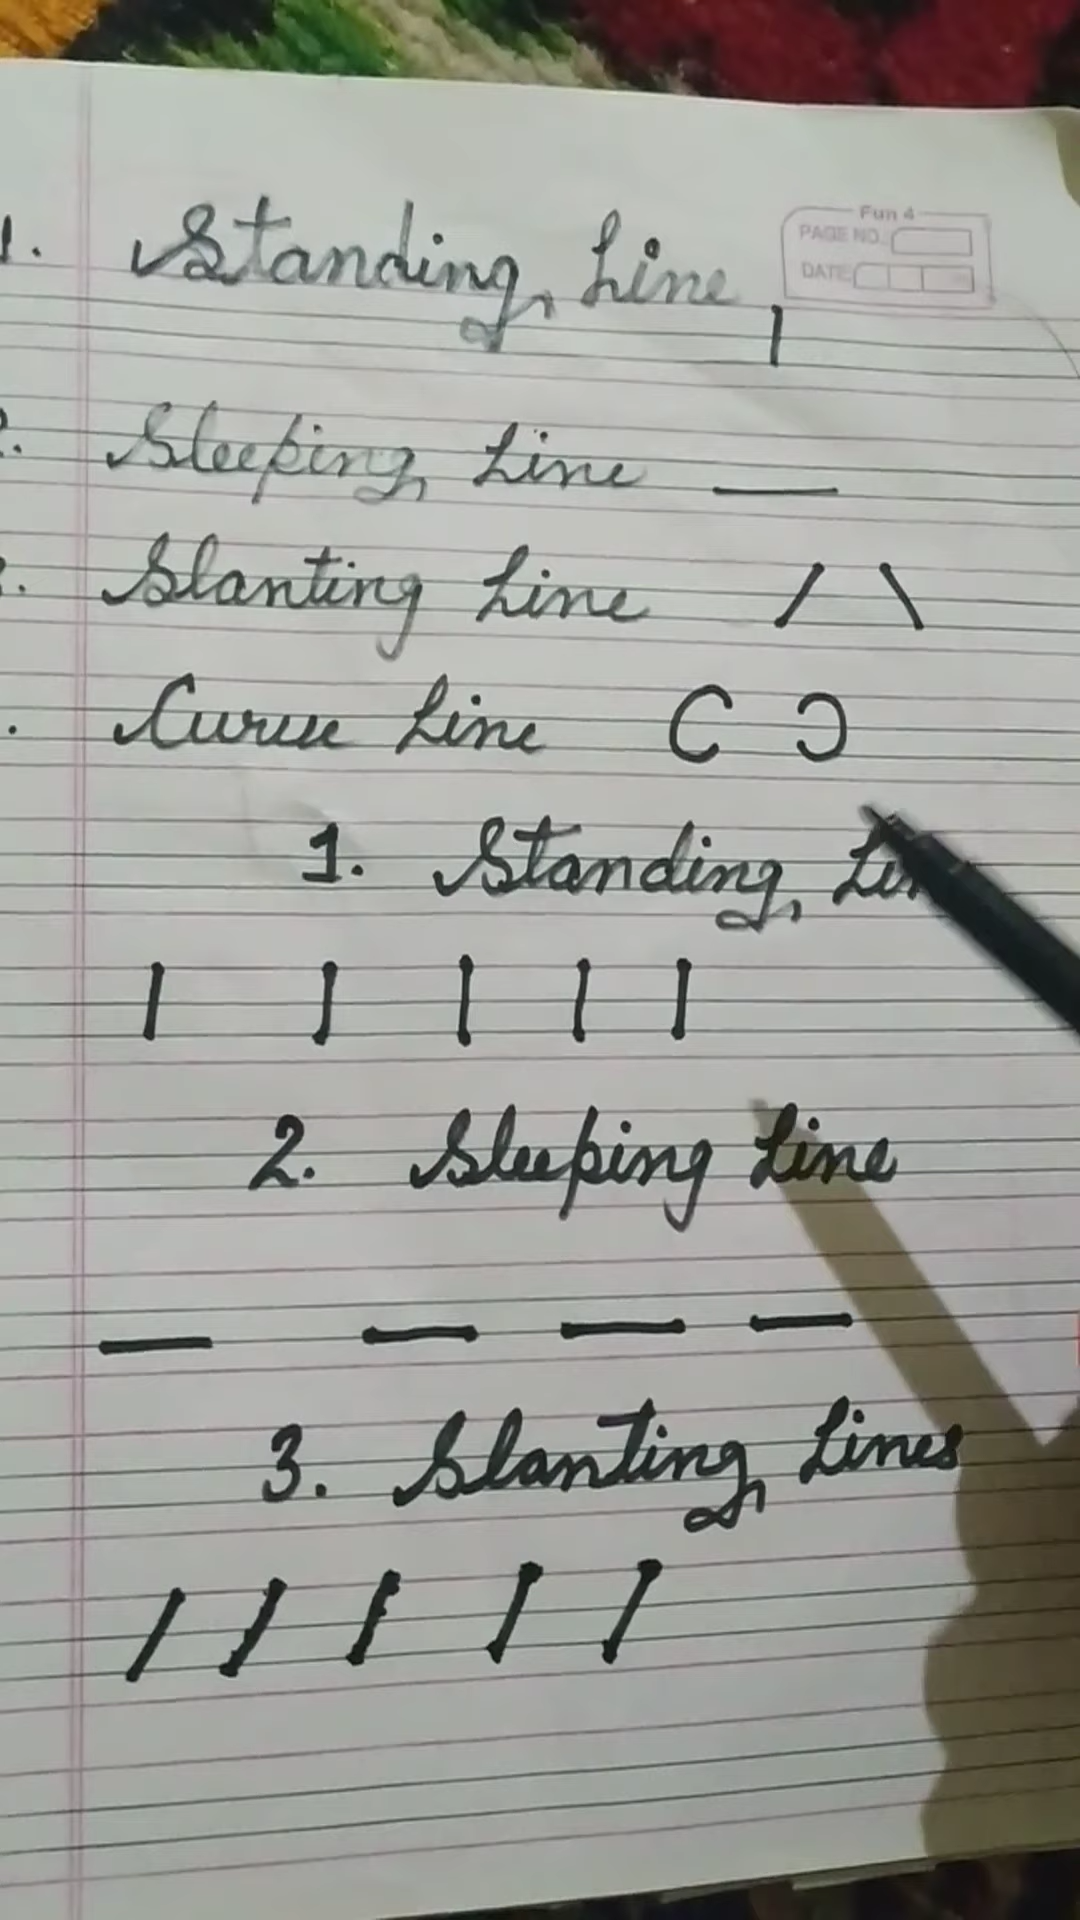 Fun 4
PAGE NO.
DATE
1. Standing Line |
2. Sleeping Line —
3. Slanting Line / \
. Curve Line C Ɔ
1. Standing
2. Sleeping Line
3. Slanting Lines